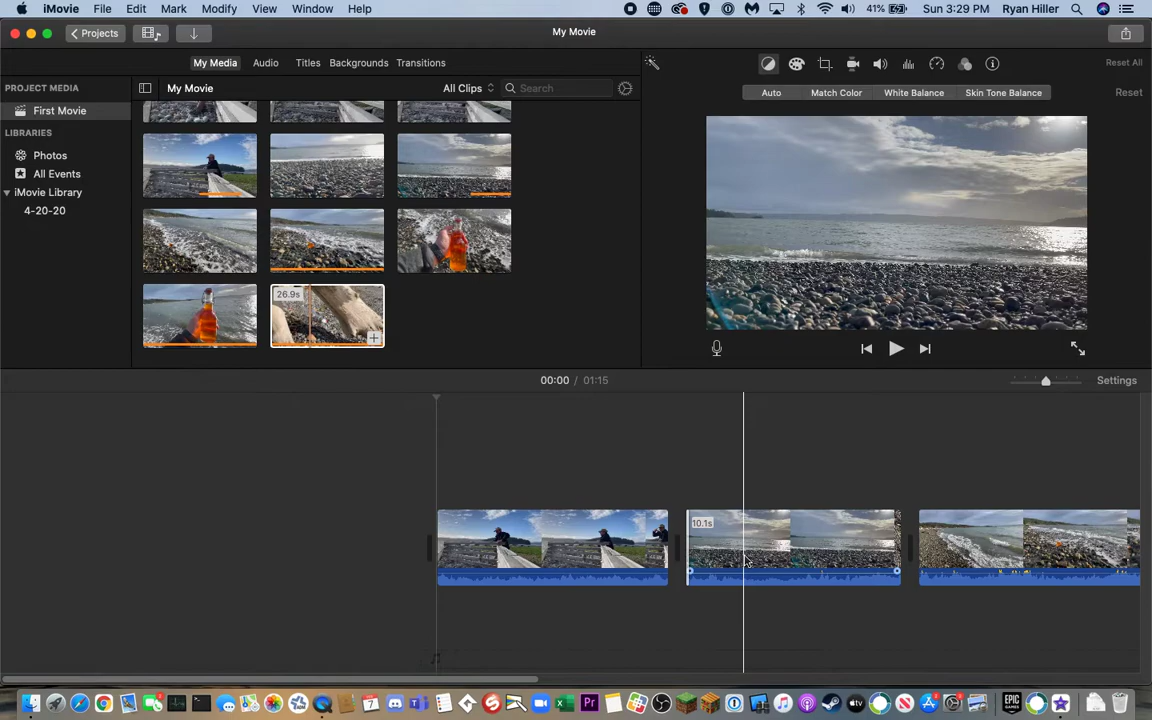 iMovie File Edit Mark Modify View Window Help 41% Sun 3:29 PM Ryan Hiller
Projects My Movie
My Media Audio Titles Backgrounds Transitions Reset All
PROJECT MEDIA My Movie All Clips Search Auto Match Color White Balance Skin Tone Balance Reset
First Movie
LIBRARIES
Photos
All Events
iMovie Library
4-20-20
26.9s
00:00 / 01:15 Settings
10.1s